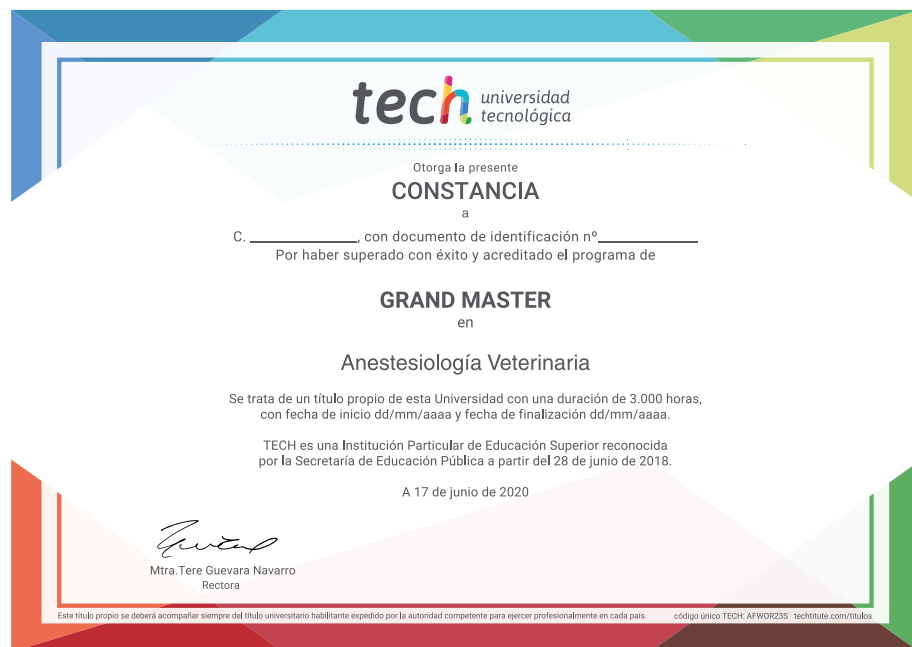 tech universidad
tecnológica
Otorga la presente
CONSTANCIA
a
C. ____________, con documento de identificación nº____________
Por haber superado con éxito y acreditado el programa de
GRAND MASTER
en
Anestesiología Veterinaria
Se trata de un título propio de esta Universidad con una duración de 3.000 horas,
con fecha de inicio dd/mm/aaaa y fecha de finalización dd/mm/aaaa.
TECH es una Institución Particular de Educación Superior reconocida
por la Secretaría de Educación Pública a partir del 28 de junio de 2018.
A 17 de junio de 2020
Mtra.Tere Guevara Navarro
Rectora
Este título propio se deberá acompañar siempre del título universitario habilitante expedido por la autoridad competente para ejercer profesionalmente en cada país. código único TECH: AFWOR23S techtitute.com/títulos